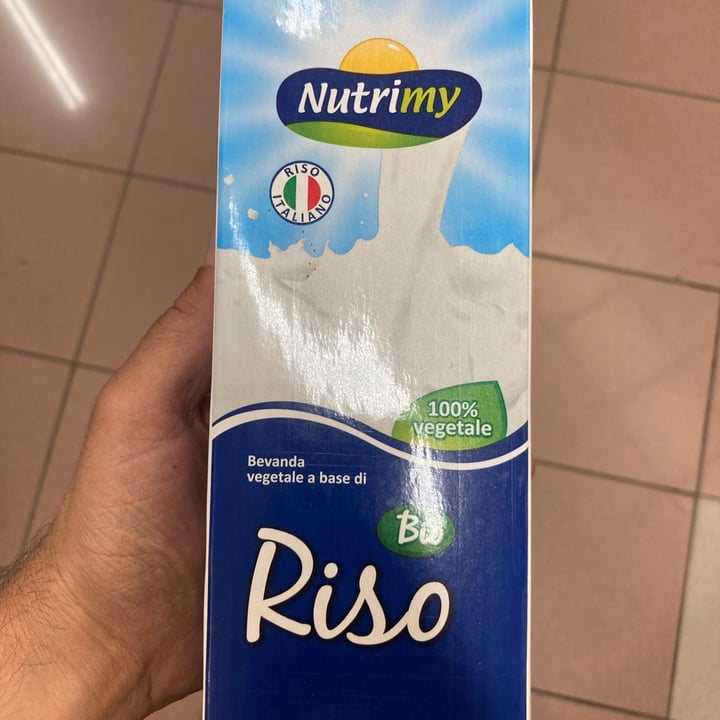 Nutrimy
RISO
ITALIANO
100%
vegetale
Bevanda
vegetale a base di
Bio
Riso